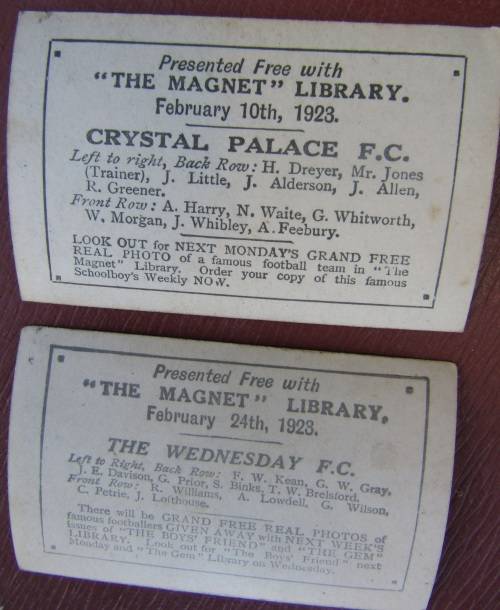 Presented Free with
"THE MAGNET" LIBRARY.
February 10th, 1923.
CRYSTAL PALACE F.C.
Left to right, Back Row: H. Dreyer, Mr. Jones
(Trainer), J. Little, J. Alderson, J. Allen,
R. Greener.
Front Row: A. Harry, N. Waite, G. Whitworth,
W. Morgan, J. Whibley, A. Feebury.
LOOK OUT for NEXT MONDAY'S GRAND FREE
REAL PHOTO of a famous football team in "The
Magnet" Library. Order your copy of this famous
Schoolboy's Weekly NOW.
Presented Free with
"THE MAGNET" LIBRARY,
February 24th, 1923.
THE WEDNESDAY F.C.
Left to Right, Back Row: F. W. Kean, G. W. Gray,
J. E. Davison, G. Prior, S. Binks, T. W. Brelsford.
Front Row: R. Williams, A. Lowdell, G. Wilson,
C. Petrie, J. Lofthouse.
There will be GRAND FREE REAL PHOTOS of
famous footballers GIVEN AWAY with NEXT WEEK'S
issues of "THE BOYS' FRIEND" and "THE GEM"
LIBRARY. Look out for "The Boys' Friend" next
Monday and "The Gem" Library on Wednesday.